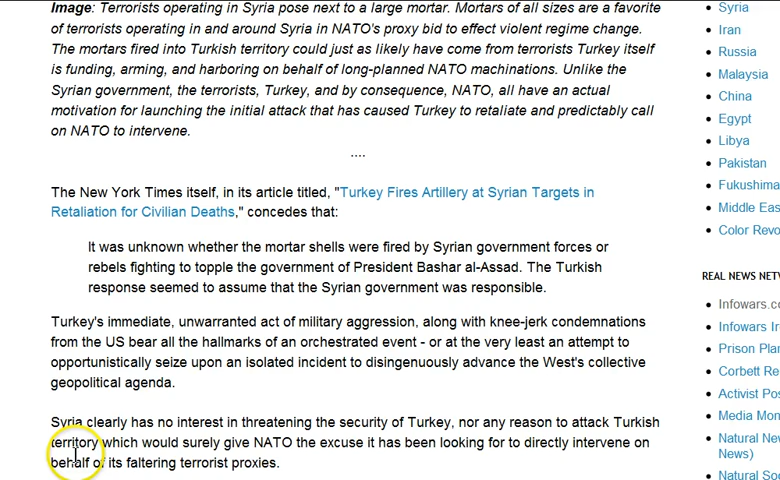 Image: Terrorists operating in Syria pose next to a large mortar. Mortars of all sizes are a favorite
of terrorists operating in and around Syria in NATO's proxy bid to effect violent regime change.
The mortars fired into Turkish territory could just as likely have come from terrorists Turkey itself
is funding, arming, and harboring on behalf of long-planned NATO machinations. Unlike the
Syrian government, the terrorists, Turkey, and by consequence, NATO, all have an actual
motivation for launching the initial attack that has caused Turkey to retaliate and predictably call
on NATO to intervene.
....
The New York Times itself, in its article titled, "Turkey Fires Artillery at Syrian Targets in
Retaliation for Civilian Deaths," concedes that:
It was unknown whether the mortar shells were fired by Syrian government forces or
rebels fighting to topple the government of President Bashar al-Assad. The Turkish
response seemed to assume that the Syrian government was responsible.
Turkey's immediate, unwarranted act of military aggression, along with knee-jerk condemnations
from the US bear all the hallmarks of an orchestrated event - or at the very least an attempt to
opportunistically seize upon an isolated incident to disingenuously advance the West's collective
geopolitical agenda.
Syria clearly has no interest in threatening the security of Turkey, nor any reason to attack Turkish
territory which would surely give NATO the excuse it has been looking for to directly intervene on
behalf of its faltering terrorist proxies.
Syria
Iran
Russia
Malaysia
China
Egypt
Libya
Pakistan
Fukushima
Middle Eas
Color Revo
REAL NEWS NETW
Infowars.co
Infowars Ir
Prison Plan
Corbett Re
Activist Pos
Media Mon
Natural New
News)
Natural Soc